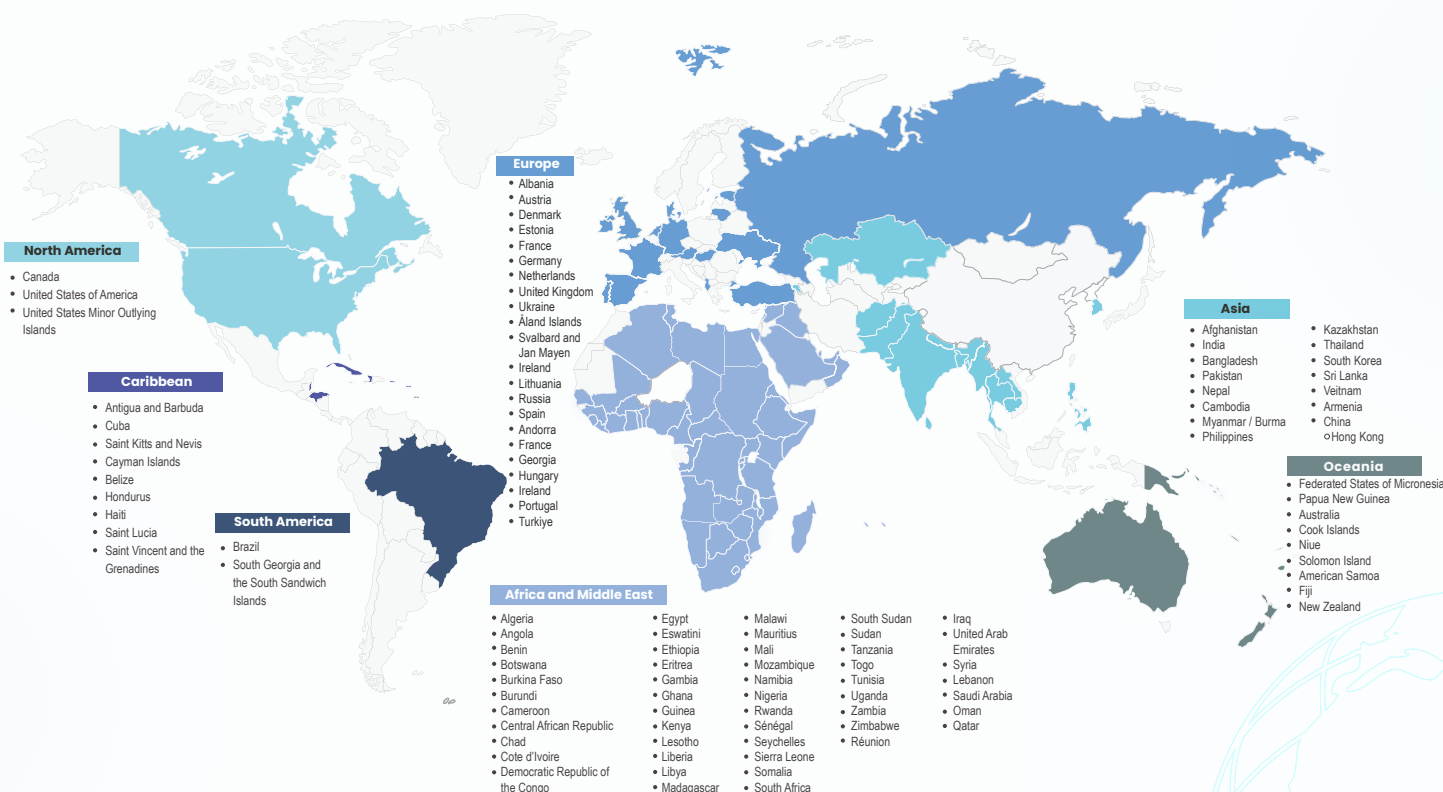 Europe
Albania
Austria
Denmark
Estonia
France
Germany
Netherlands
United Kingdom
Ukraine
Åland Islands
Svalbard and
Jan Mayen
Ireland
Lithuania
Russia
Spain
Andorra
France
Georgia
Hungary
Ireland
Portugal
Turkiye
North America
Canada
United States of America
United States Minor Outlying
Islands
Caribbean
Antigua and Barbuda
Cuba
Saint Kitts and Nevis
Cayman Islands
Belize
Hondurus
Haiti
Saint Lucia
Saint Vincent and the
Grenadines
South America
Brazil
South Georgia and
the South Sandwich
Islands
Asia
Afghanistan
India
Bangladesh
Pakistan
Nepal
Cambodia
Myanmar / Burma
Philippines
Kazakhstan
Thailand
South Korea
Sri Lanka
Veitnam
Armenia
China
Hong Kong
Oceania
Federated States of Micronesia
Papua New Guinea
Australia
Cook Islands
Niue
Solomon Island
American Samoa
Fiji
New Zealand
Africa and Middle East
Algeria
Angola
Benin
Botswana
Burkina Faso
Burundi
Cameroon
Central African Republic
Chad
Cote d'Ivoire
Democratic Republic of
the Congo
Egypt
Eswatini
Ethiopia
Eritrea
Gambia
Ghana
Guinea
Kenya
Lesotho
Liberia
Libya
Madagascar
Malawi
Mauritius
Mali
Mozambique
Namibia
Nigeria
Rwanda
Sénégal
Seychelles
Sierra Leone
Somalia
South Africa
South Sudan
Sudan
Tanzania
Togo
Tunisia
Uganda
Zambia
Zimbabwe
Réunion
Iraq
United Arab
Emirates
Syria
Lebanon
Saudi Arabia
Oman
Qatar